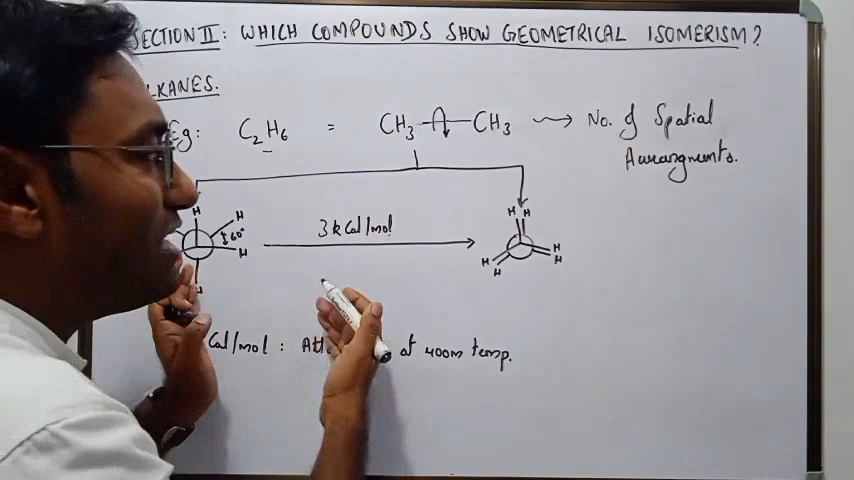 SECTION II: WHICH COMPOUNDS SHOW GEOMETRICAL ISOMERISM?
LKANES.
Eg: C2H6 = CH3 CH3 No. of Spatial
Arrangments.
H H H H
3 kCal/mol
60°
H H
H H
H H
H
Cal/mol : at room temp.